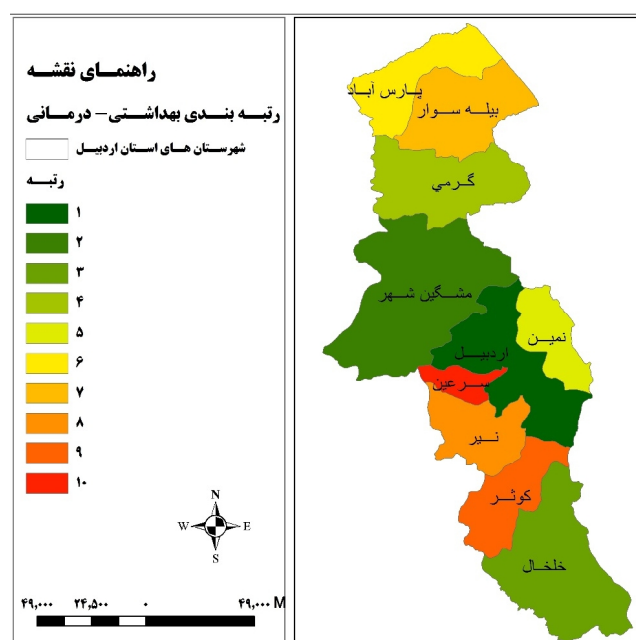 راهنمای نقشه
رتبه بندی بهداشتی - درمانی
شهرستان های استان اردبیل
رتبه
۱
۲
۳
۴
۵
۶
۷
۸
۹
۱۰
N
W E
S
۴۹,۰۰۰ ۲۴,۵۰۰ ۰ ۴۹,۰۰۰ M
پارس آباد
بیله سوار
گرمي
مشگین شهر
نمین
اردبیل
سرعین
نیر
کوثر
خلخال